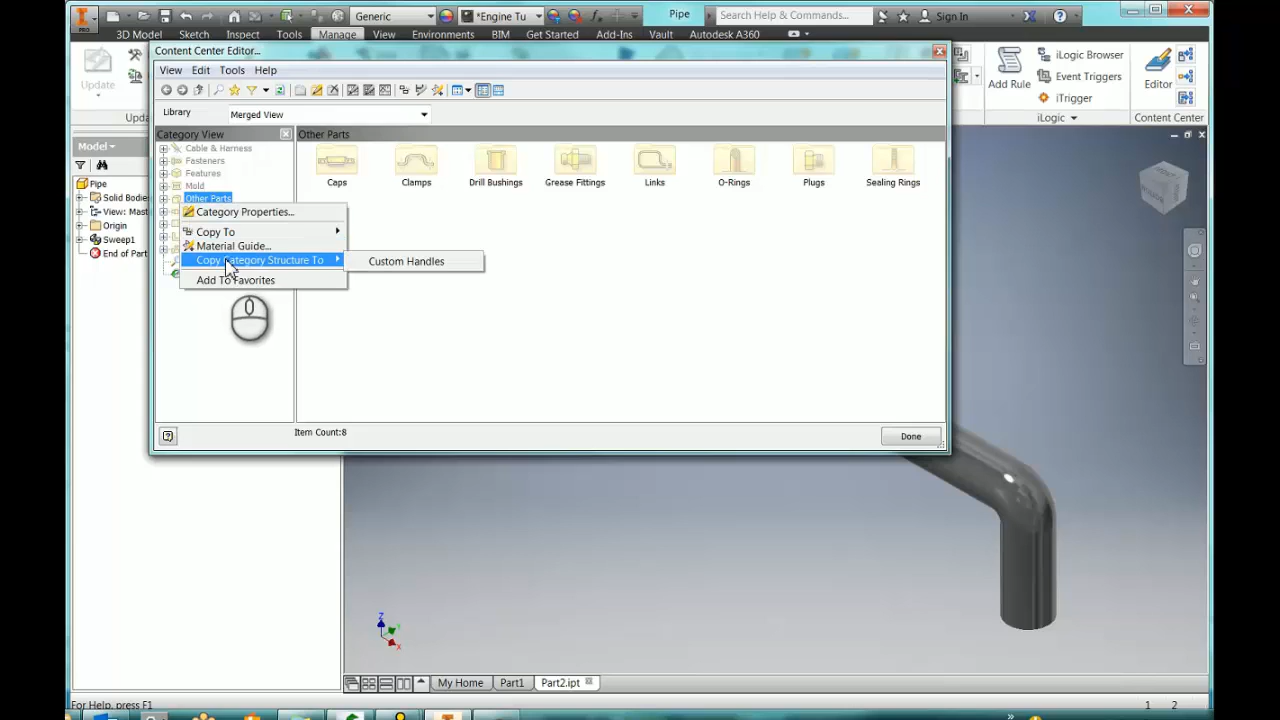 Generic
*Engine Tu
Pipe
Search Help & Commands...
Sign In
PRO
3D Model
Sketch
Inspect
Tools
Manage
View
Environments
BIM
Get Started
Add-Ins
Vault
Autodesk A360
Update
Content Center Editor...
View
Edit
Tools
Help
Library
Merged View
Category View
Other Parts
Cable & Harness
Fasteners
Features
Mold
Other Parts
Category Properties...
Copy To
Material Guide...
Copy Category Structure To
Custom Handles
Add To Favorites
Caps
Clamps
Drill Bushings
Grease Fittings
Links
O-Rings
Plugs
Sealing Rings
Item Count:8
Done
Add Rule
iLogic Browser
Event Triggers
iTrigger
iLogic
Editor
Content Center
Model
Pipe
Solid Bodie
View: Mast
Origin
Sweep1
End of Part
Z
Y
X
My Home
Part1
Part2.ipt
For Help, press F1
1
2